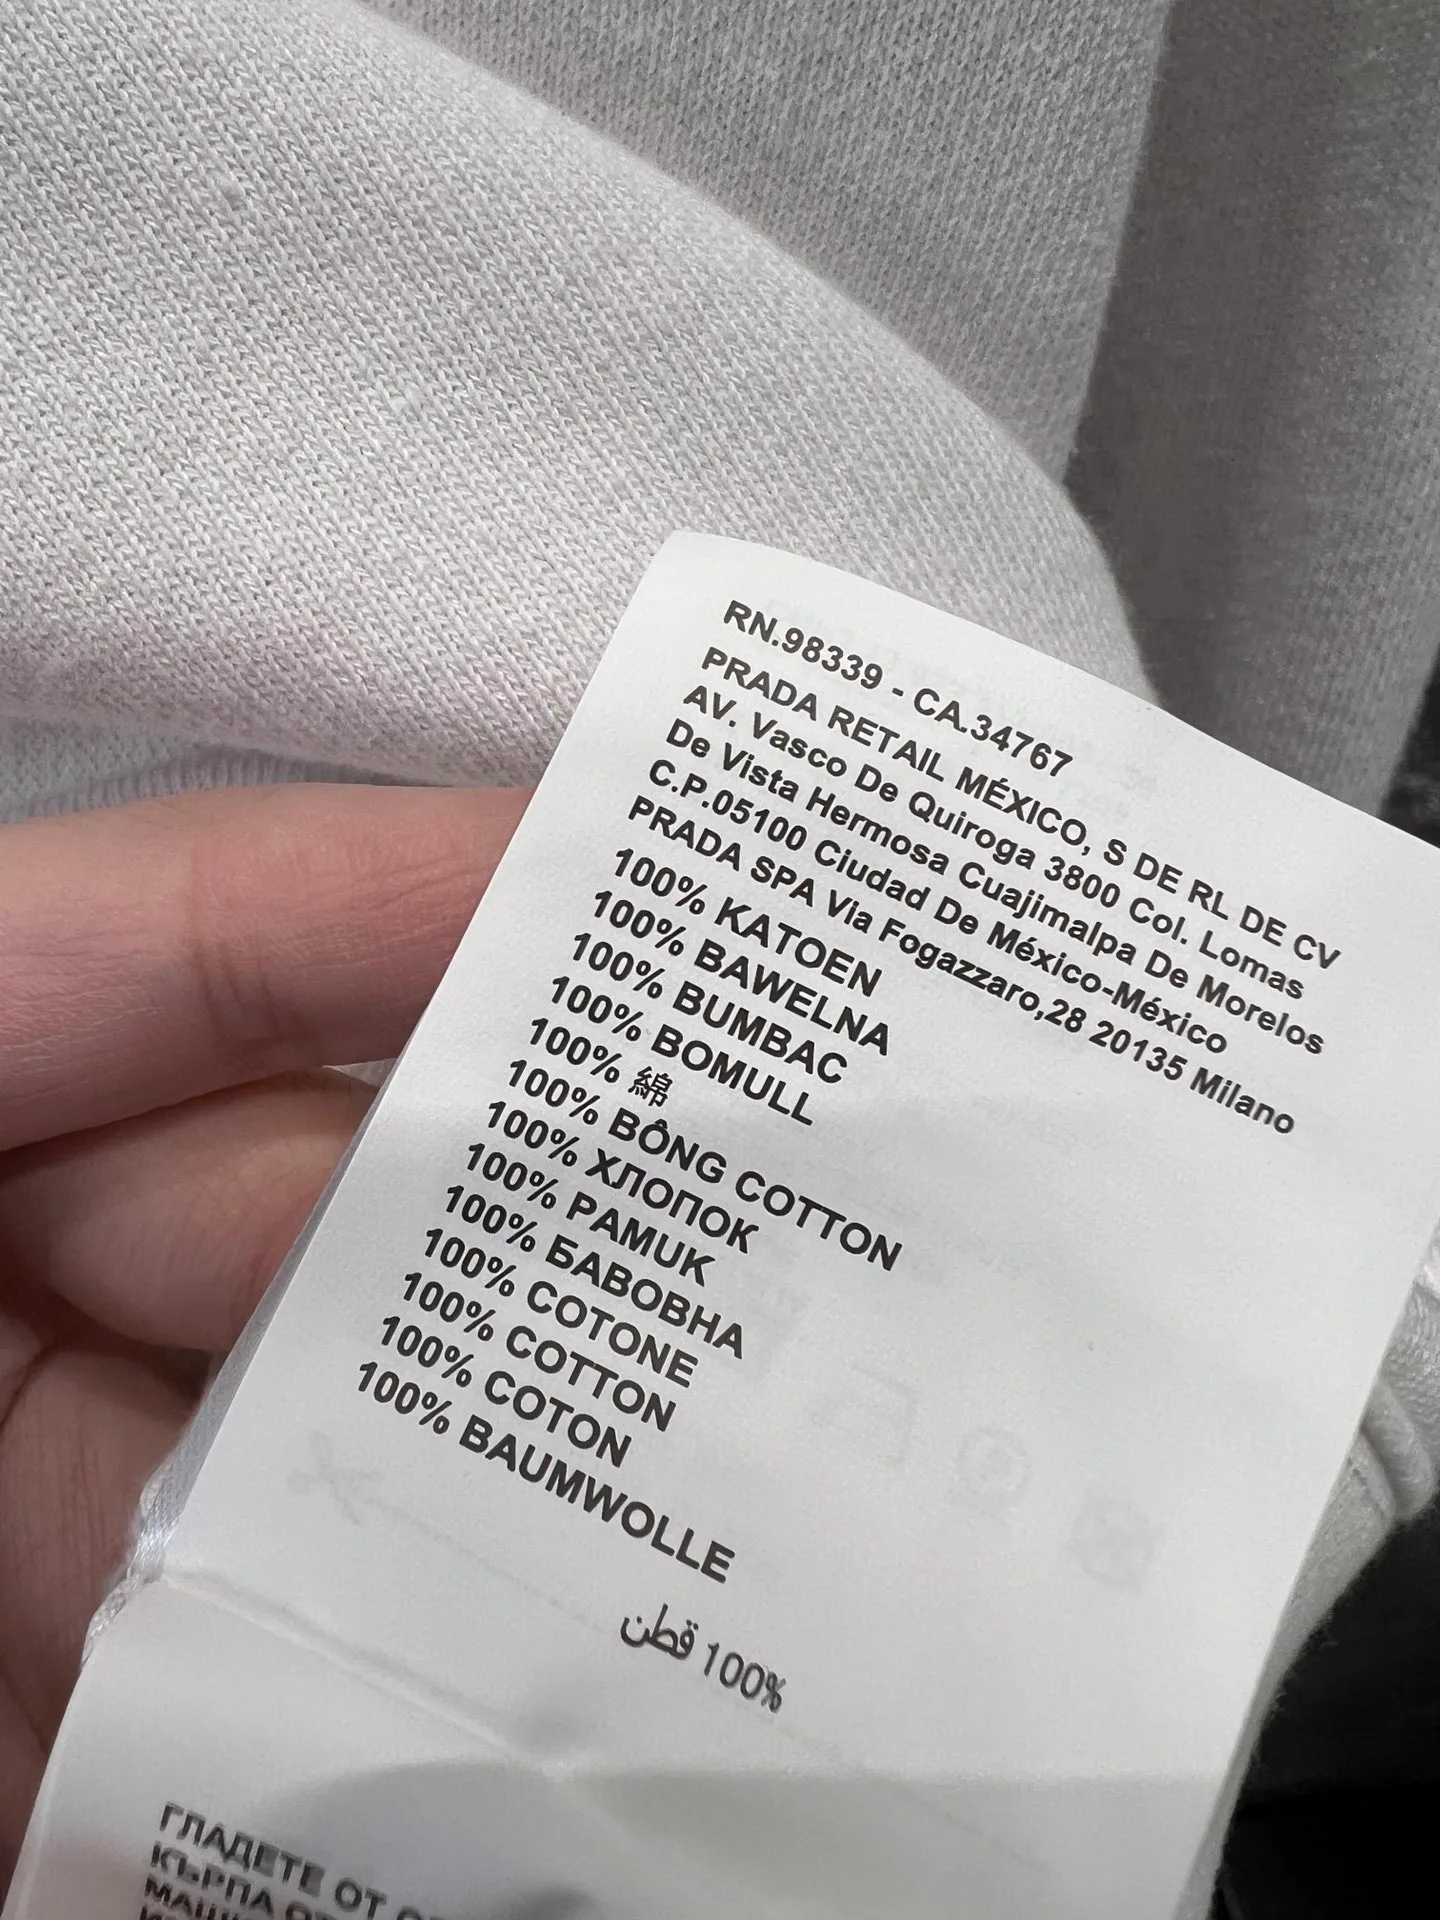 RN.98339 - CA.34767
PRADA RETAIL MÉXICO, S DE RL DE CV
AV. Vasco De Quiroga 3800 Col. Lomas
De Vista Hermosa Cuajimalpa De Morelos
C.P.05100 Ciudad De México-México
PRADA SPA Via Fogazzaro,28 20135 Milano
100% KATOEN
100% BAWELNA
100% BUMBAC
100% BOMULL
100% 綿
100% BÔNG COTTON
100% ХЛОПОК
100% PAMUK
100% БАВОВНА
100% COTONE
100% COTTON
100% COTON
100% BAUMWOLLE
100% قطن
ГЛАДЕТЕ ОТ
КЪРПА